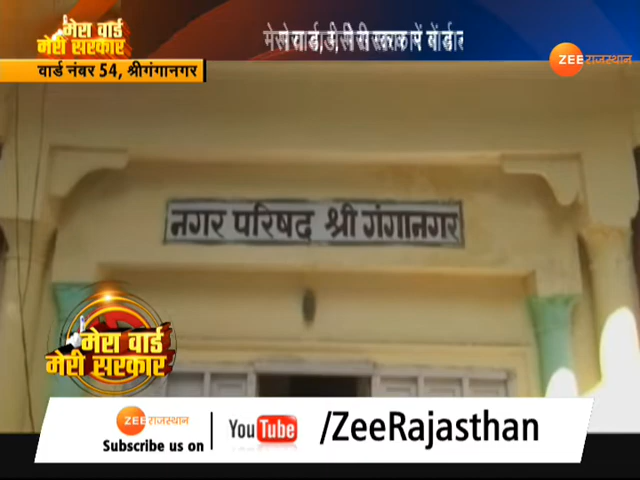 मेरा वार्ड
मेरी सरकार
ZEE राजस्थान
वार्ड नंबर 54, श्रीगंगानगर
नगर परिषद श्री गंगानगर
मेरा वार्ड
मेरी सरकार
ZEE राजस्थान
Subscribe us on
YouTube
/ZeeRajasthan